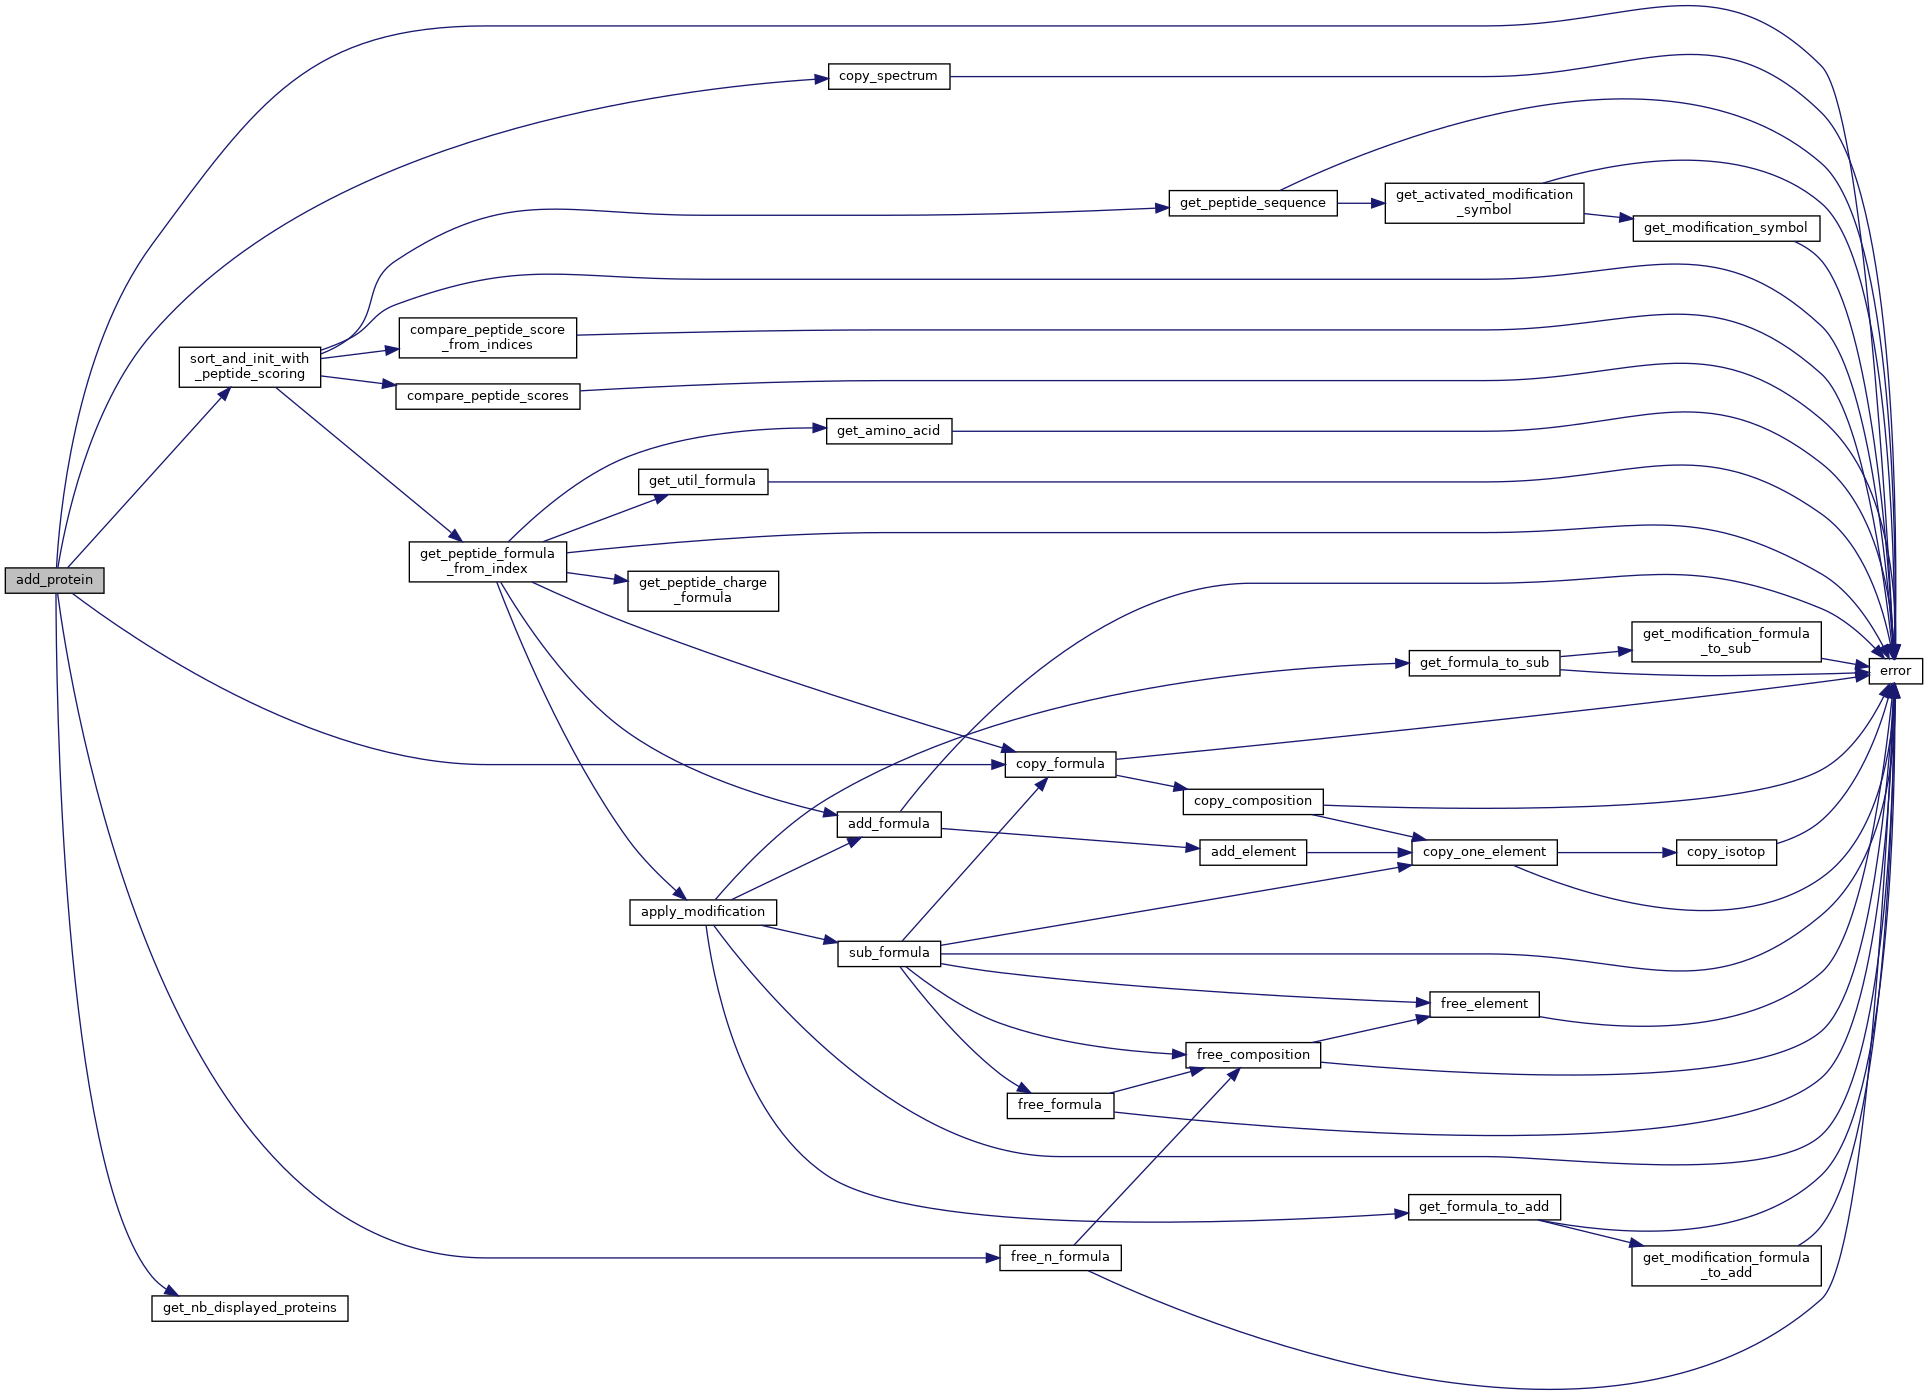 copy_spectrum
get_peptide_sequence
get_activated_modification
_symbol
get_modification_symbol
compare_peptide_score
_from_indices
sort_and_init_with
_peptide_scoring
compare_peptide_scores
get_amino_acid
get_util_formula
get_peptide_formula
_from_index
add_protein
get_peptide_charge
_formula
get_modification_formula
_to_sub
get_formula_to_sub
error
copy_formula
copy_composition
add_formula
add_element
copy_one_element
copy_isotop
apply_modification
sub_formula
free_element
free_composition
free_formula
get_formula_to_add
free_n_formula
get_modification_formula
_to_add
get_nb_displayed_proteins